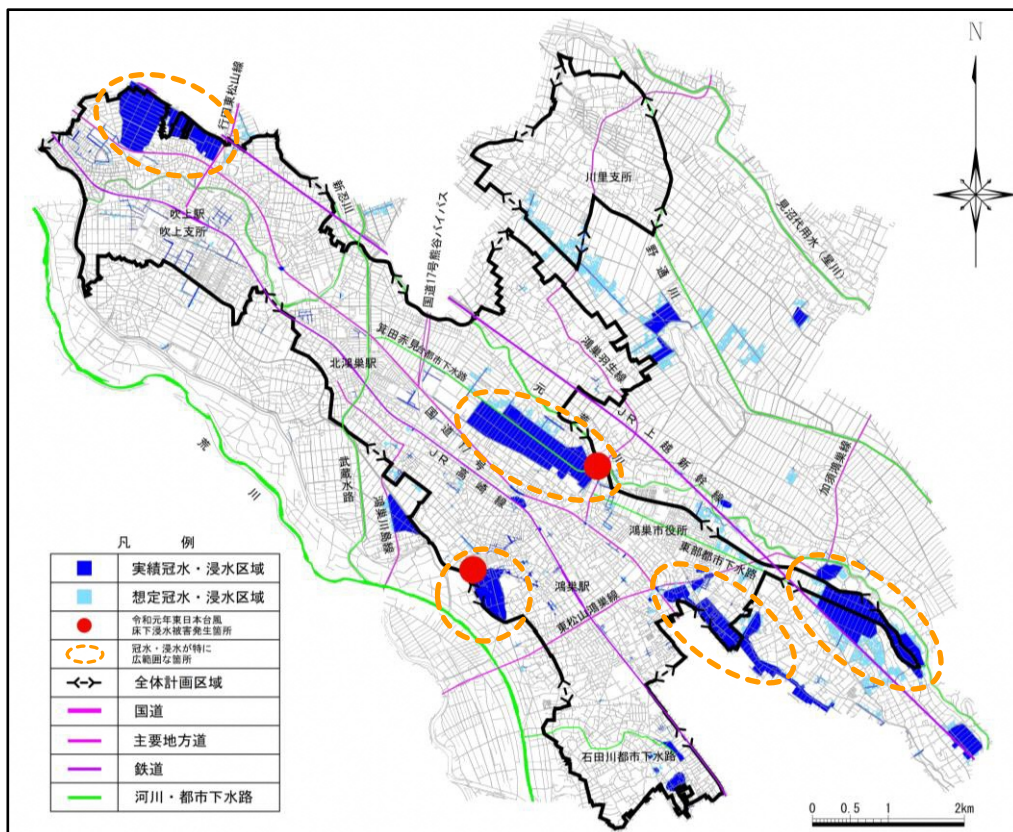 N
行田東松山線
川里支所
新忍川
吹上駅
吹上支所
国道17号熊谷バイパス
見沼代用水(星川)
野通川
鴻巣羽生線
箕田赤見台都市下水路
北鴻巣駅
元荒川
JR上越新幹線
国道17号
JR高崎線
武蔵水路
荒川
加須鴻巣線
鴻巣川島線
鴻巣市役所
東部都市下水路
鴻巣駅
東松山鴻巣線
石田川都市下水路
凡 例
実績冠水・浸水区域
想定冠水・浸水区域
令和元年東日本台風
床下浸水被害発生箇所
冠水・浸水が特に
広範囲な箇所
全体計画区域
国道
主要地方道
鉄道
河川・都市下水路
0 0.5 1 2km